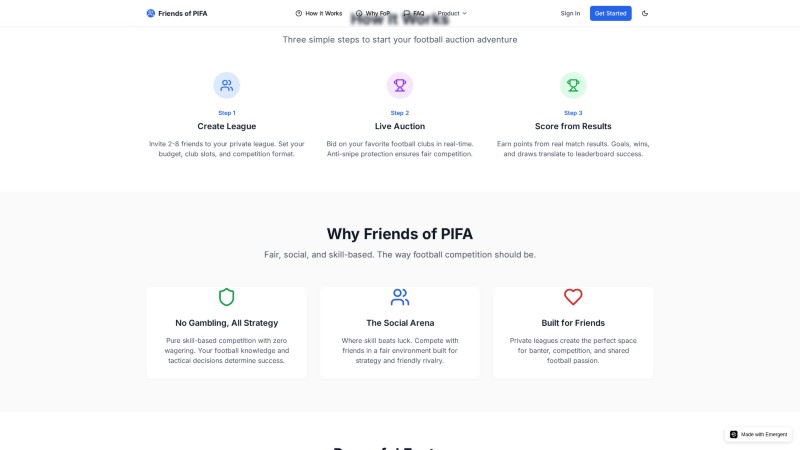 Friends of PIFA
How It Works
Why FoP
FAQ
Product
Sign In
Get Started
How It Works
Three simple steps to start your football auction adventure
Step 1
Create League
Invite 2-8 friends to your private league. Set your
budget, club slots, and competition format.
Step 2
Live Auction
Bid on your favorite football clubs in real-time.
Anti-snipe protection ensures fair competition.
Step 3
Score from Results
Earn points from real match results. Goals, wins,
and draws translate to leaderboard success.
Why Friends of PIFA
Fair, social, and skill-based. The way football competition should be.
No Gambling, All Strategy
Pure skill-based competition with zero
wagering. Your football knowledge and
tactical decisions determine success.
The Social Arena
Where skill beats luck. Compete with
friends in a fair environment built for
strategy and friendly rivalry.
Built for Friends
Private leagues create the perfect space
for banter, competition, and shared
football passion.
Made with Emergent